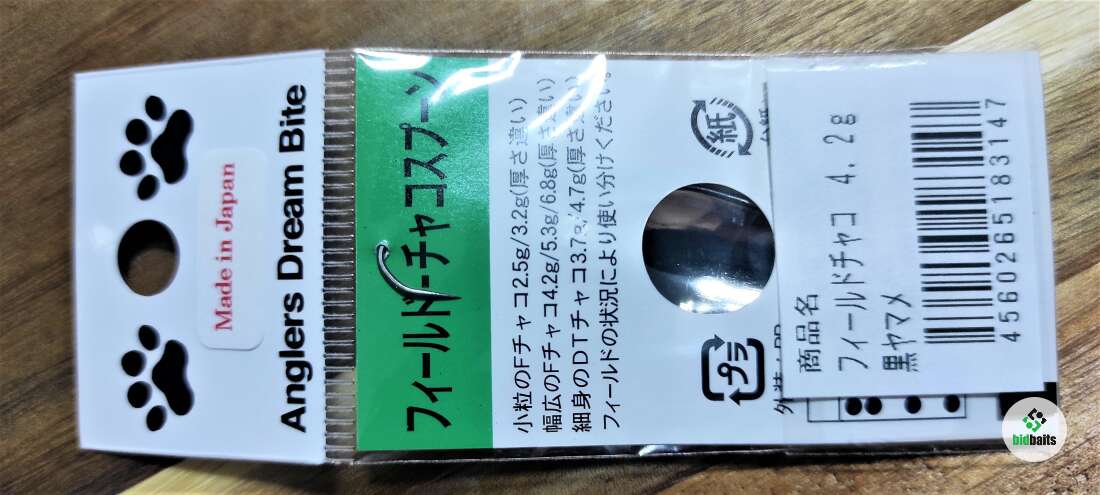 Made in Japan
Anglers Dream Bite
フィールドチャコスプーン
小粒のFチャコ2.5g/3.2g(厚さ違い)
幅広のFチャコ4.2g/5.3g/6.8g(厚さ違い)
細身のDTチャコ3.7g/4.7g(厚さ違い)
フィールドの状況により使い分けください。
紙
プラ
商品名
フィールドチャコ 4.2g
黒ヤマメ
4560265183147
bidbaits